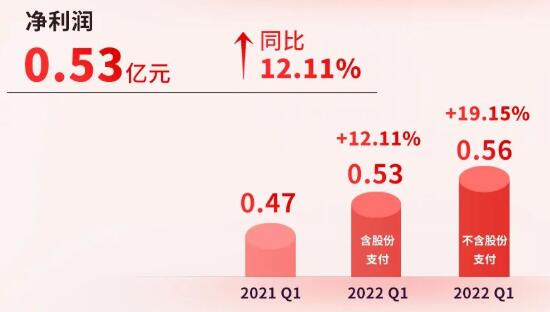 净利润
0.53亿元
同比
12.11%
+19.15%
+12.11%
0.56
0.53
0.47
含股份
支付
不含股份
支付
2021 Q1
2022 Q1
2022 Q1